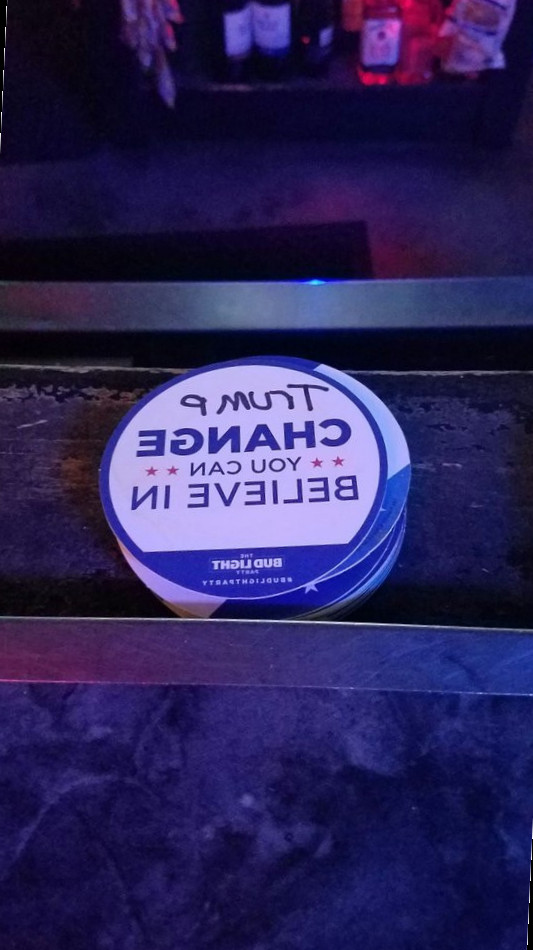 Trump
CHANGE
YOU CAN
BELIEVE IN
THE
BUD LIGHT
PARTY
#BUDLIGHTPARTY